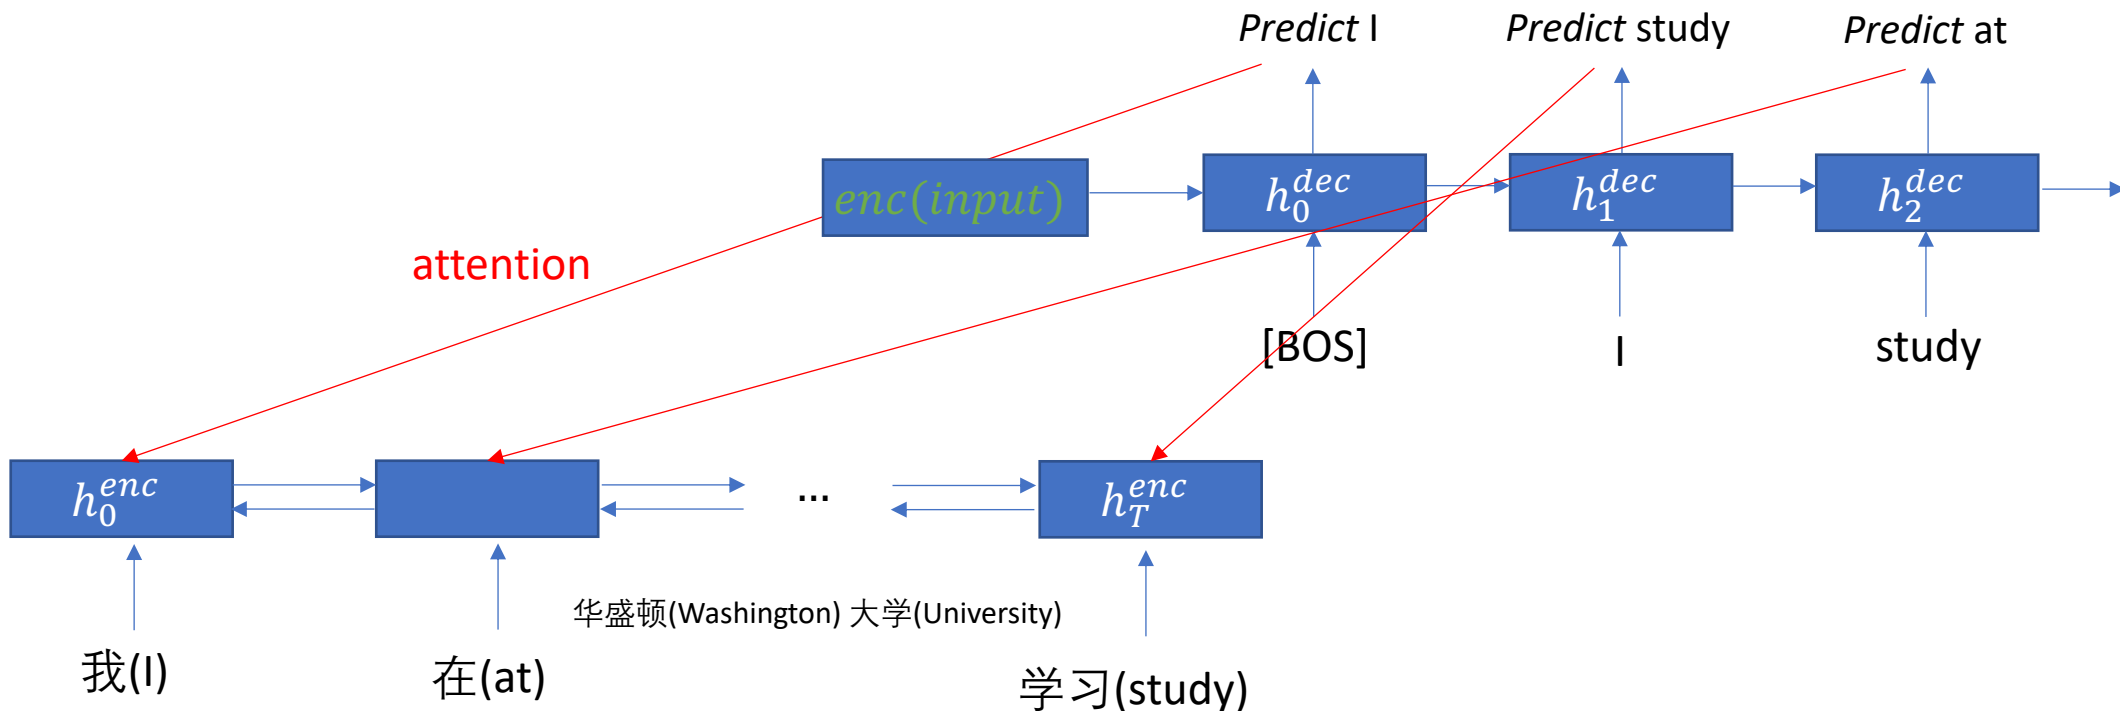 Predict I
Predict study
Predict at
enc(input)
h_0^{dec}
h_1^{dec}
h_2^{dec}
attention
[BOS]
I
study
h_0^{enc}
...
h_T^{enc}
华盛顿(Washington) 大学(University)
我(I)
在(at)
学习(study)